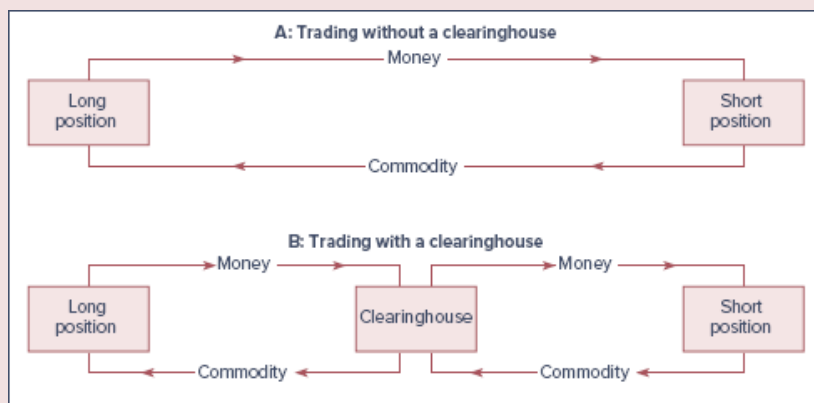 A: Trading without a clearinghouse
Money
Long
position
Short
position
Commodity
B: Trading with a clearinghouse
Money
Money
Long
position
Clearinghouse
Short
position
Commodity
Commodity